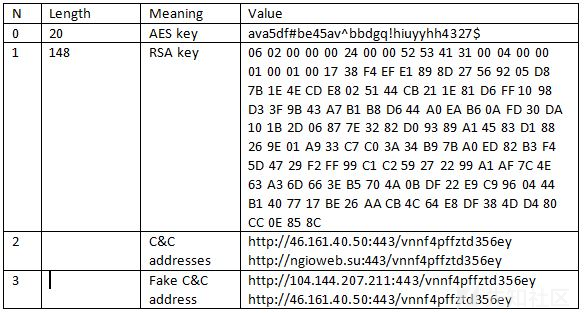 N Length Meaning Value
0 20 AES key ava5df#be45av^bbdgq!hiuyyhh4327$
1 148 RSA key 06 02 00 00 00 24 00 00 52 53 41 31 00 04 00 00
01 00 01 00 17 38 F4 EF E1 89 8D 27 56 92 05 D8
7B 1E 4E CD E8 02 51 44 CB 21 1E 81 D6 FF 10 98
D3 3F 9B 43 A7 B1 B8 D6 44 A0 EA B6 0A FD 30 DA
10 1B 2D 06 87 7E 32 82 D0 93 89 A1 45 83 D1 88
26 9E 01 A9 33 C7 C0 3A 34 B9 7B A0 ED 82 B3 F4
5D 47 29 F2 FF 99 C1 C2 59 27 22 99 A1 AF 7C 4E
63 A3 6D 66 3E B5 70 4A 0B DF 22 E9 C9 96 04 44
B1 40 77 17 BE 26 AA CB 4C 64 E8 DF 38 4D D4 80
CC 0E 85 8C
2 C&C http://46.161.40.50:443/vnnf4pffztd356ey
addresses http://ngioweb.su:443/vnnf4pffztd356ey
3 Fake C&C http://104.144.207.211:443/vnnf4pffztd356ey
address http://46.161.40.50:443/vnnf4pffztd356ey